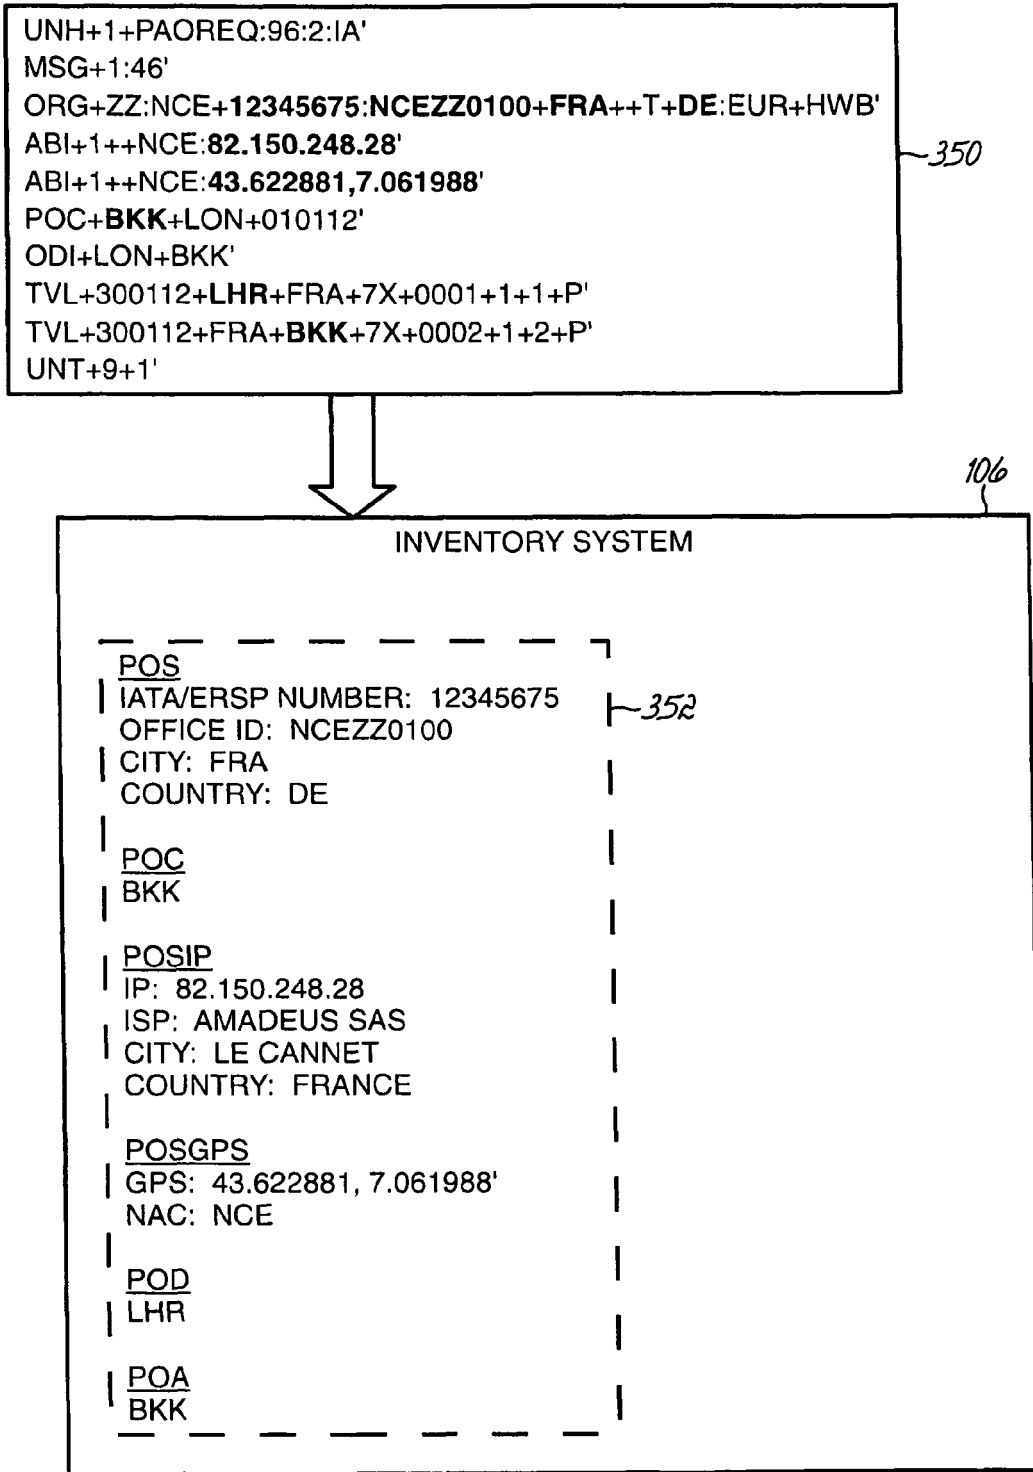 UNH+1+PAOREQ:96:2:IA'
MSG+1:46'
ORG+ZZ:NCE+12345675:NCEZZ0100+FRA++T+DE:EUR+HWB'
ABI+1++NCE:82.150.248.28'
ABI+1++NCE:43.622881,7.061988'
POC+BKK+LON+010112'
ODI+LON+BKK'
TVL+300112+LHR+FRA+7X+0001+1+1+P'
TVL+300112+FRA+BKK+7X+0002+1+2+P'
UNT+9+1'
350
106
INVENTORY SYSTEM
POS
IATA/ERSP NUMBER: 12345675
352
OFFICE ID: NCEZZ0100
CITY: FRA
COUNTRY: DE
POC
BKK
POSIP
IP: 82.150.248.28
ISP: AMADEUS SAS
CITY: LE CANNET
COUNTRY: FRANCE
POSGPS
GPS: 43.622881, 7.061988'
NAC: NCE
POD
LHR
POA
BKK